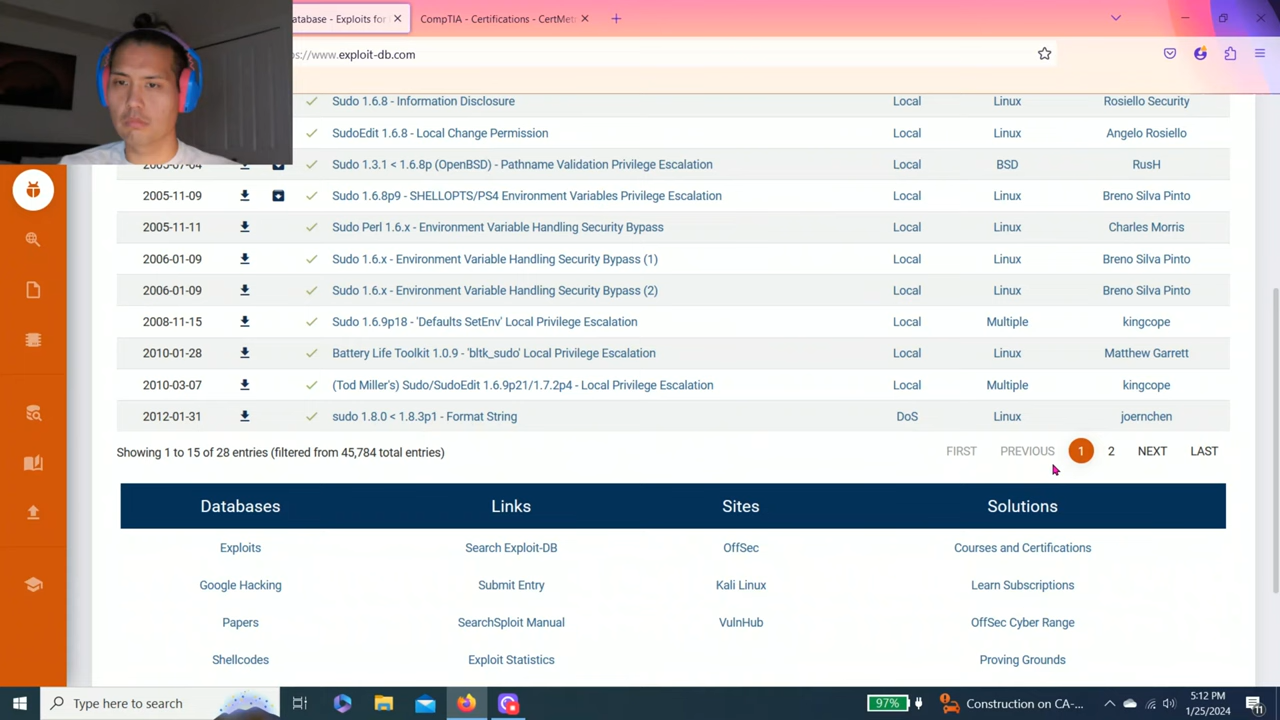 atabase - Exploits for
CompTIA - Certifications - CertMet
s://www.exploit-db.com
Sudo 1.6.8 - Information Disclosure Local Linux Rosiello Security
SudoEdit 1.6.8 - Local Change Permission Local Linux Angelo Rosiello
2005-07-04 Sudo 1.3.1 < 1.6.8p (OpenBSD) - Pathname Validation Privilege Escalation Local BSD RusH
2005-11-09 Sudo 1.6.8p9 - SHELLOPTS/PS4 Environment Variables Privilege Escalation Local Linux Breno Silva Pinto
2005-11-11 Sudo Perl 1.6.x - Environment Variable Handling Security Bypass Local Linux Charles Morris
2006-01-09 Sudo 1.6.x - Environment Variable Handling Security Bypass (1) Local Linux Breno Silva Pinto
2006-01-09 Sudo 1.6.x - Environment Variable Handling Security Bypass (2) Local Linux Breno Silva Pinto
2008-11-15 Sudo 1.6.9p18 - 'Defaults SetEnv' Local Privilege Escalation Local Multiple kingcope
2010-01-28 Battery Life Toolkit 1.0.9 - 'bltk_sudo' Local Privilege Escalation Local Linux Matthew Garrett
2010-03-07 (Tod Miller's) Sudo/SudoEdit 1.6.9p21/1.7.2p4 - Local Privilege Escalation Local Multiple kingcope
2012-01-31 sudo 1.8.0 < 1.8.3p1 - Format String DoS Linux joernchen
Showing 1 to 15 of 28 entries (filtered from 45,784 total entries) FIRST PREVIOUS 1 2 NEXT LAST
Databases Links Sites Solutions
Exploits Search Exploit-DB OffSec Courses and Certifications
Google Hacking Submit Entry Kali Linux Learn Subscriptions
Papers SearchSploit Manual VulnHub OffSec Cyber Range
Shellcodes Exploit Statistics Proving Grounds
Type here to search 97% Construction on CA-... 5:12 PM
1/25/2024 11